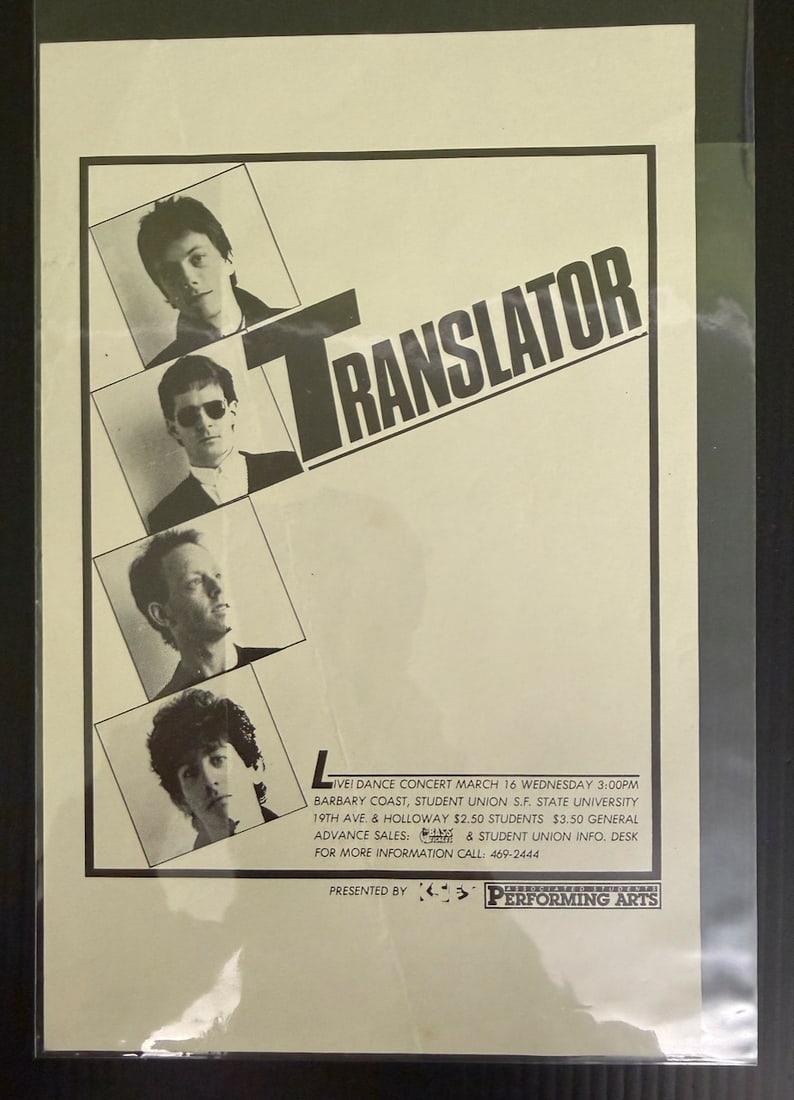 TRANSLATOR
LIVE! DANCE CONCERT MARCH 16 WEDNESDAY 3:00PM
BARBARY COAST, STUDENT UNION S.F. STATE UNIVERSITY
19TH AVE. & HOLLOWAY $2.50 STUDENTS $3.50 GENERAL
ADVANCE SALES: BASS & STUDENT UNION INFO. DESK
FOR MORE INFORMATION CALL: 469-2444
PRESENTED BY
ASSOCIATED STUDENTS
PERFORMING ARTS